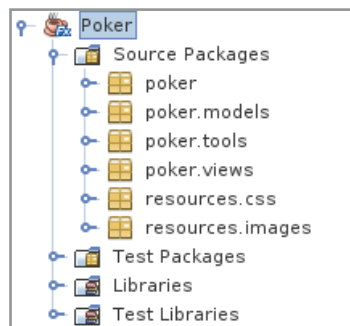 Poker
Source Packages
poker
poker.models
poker.tools
poker.views
resources.css
resources.images
Test Packages
Libraries
Test Libraries